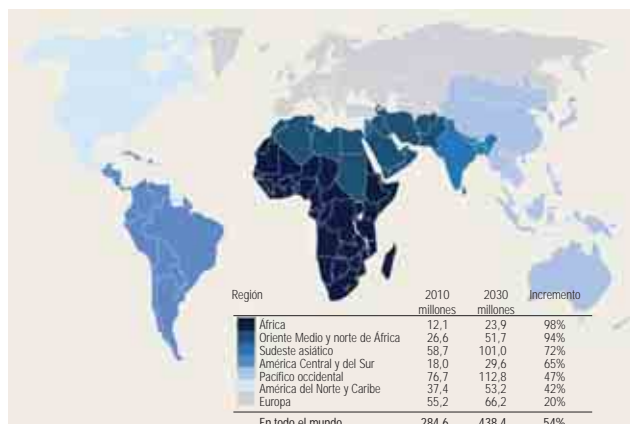 Región 2010 2030 Incremento
millones millones
África 12,1 23,9 98%
Oriente Medio y norte de África 26,6 51,7 94%
Sudeste asiático 58,7 101,0 72%
América Central y del Sur 18,0 29,6 65%
Pacífico occidental 76,7 112,8 47%
América del Norte y Caribe 37,4 53,2 42%
Europa 55,2 66,2 20%
En todo el mundo 284,6 438,4 54%